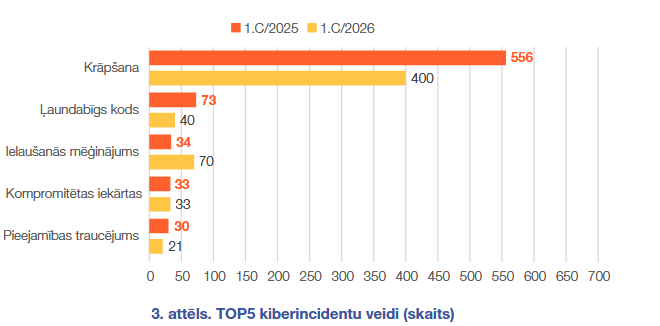 1.C/2025 1.C/2026
Krāpšana 556
400
Ļaundabīgs kods 73
40
Ielaušanās mēģinājums 34
70
Kompromitētas iekārtas 33
33
Pieejamības traucējums 30
21
0 50 100 150 200 250 300 350 400 450 500 550 600 650 700
3. attēls. TOP5 kiberincidentu veidi (skaits)